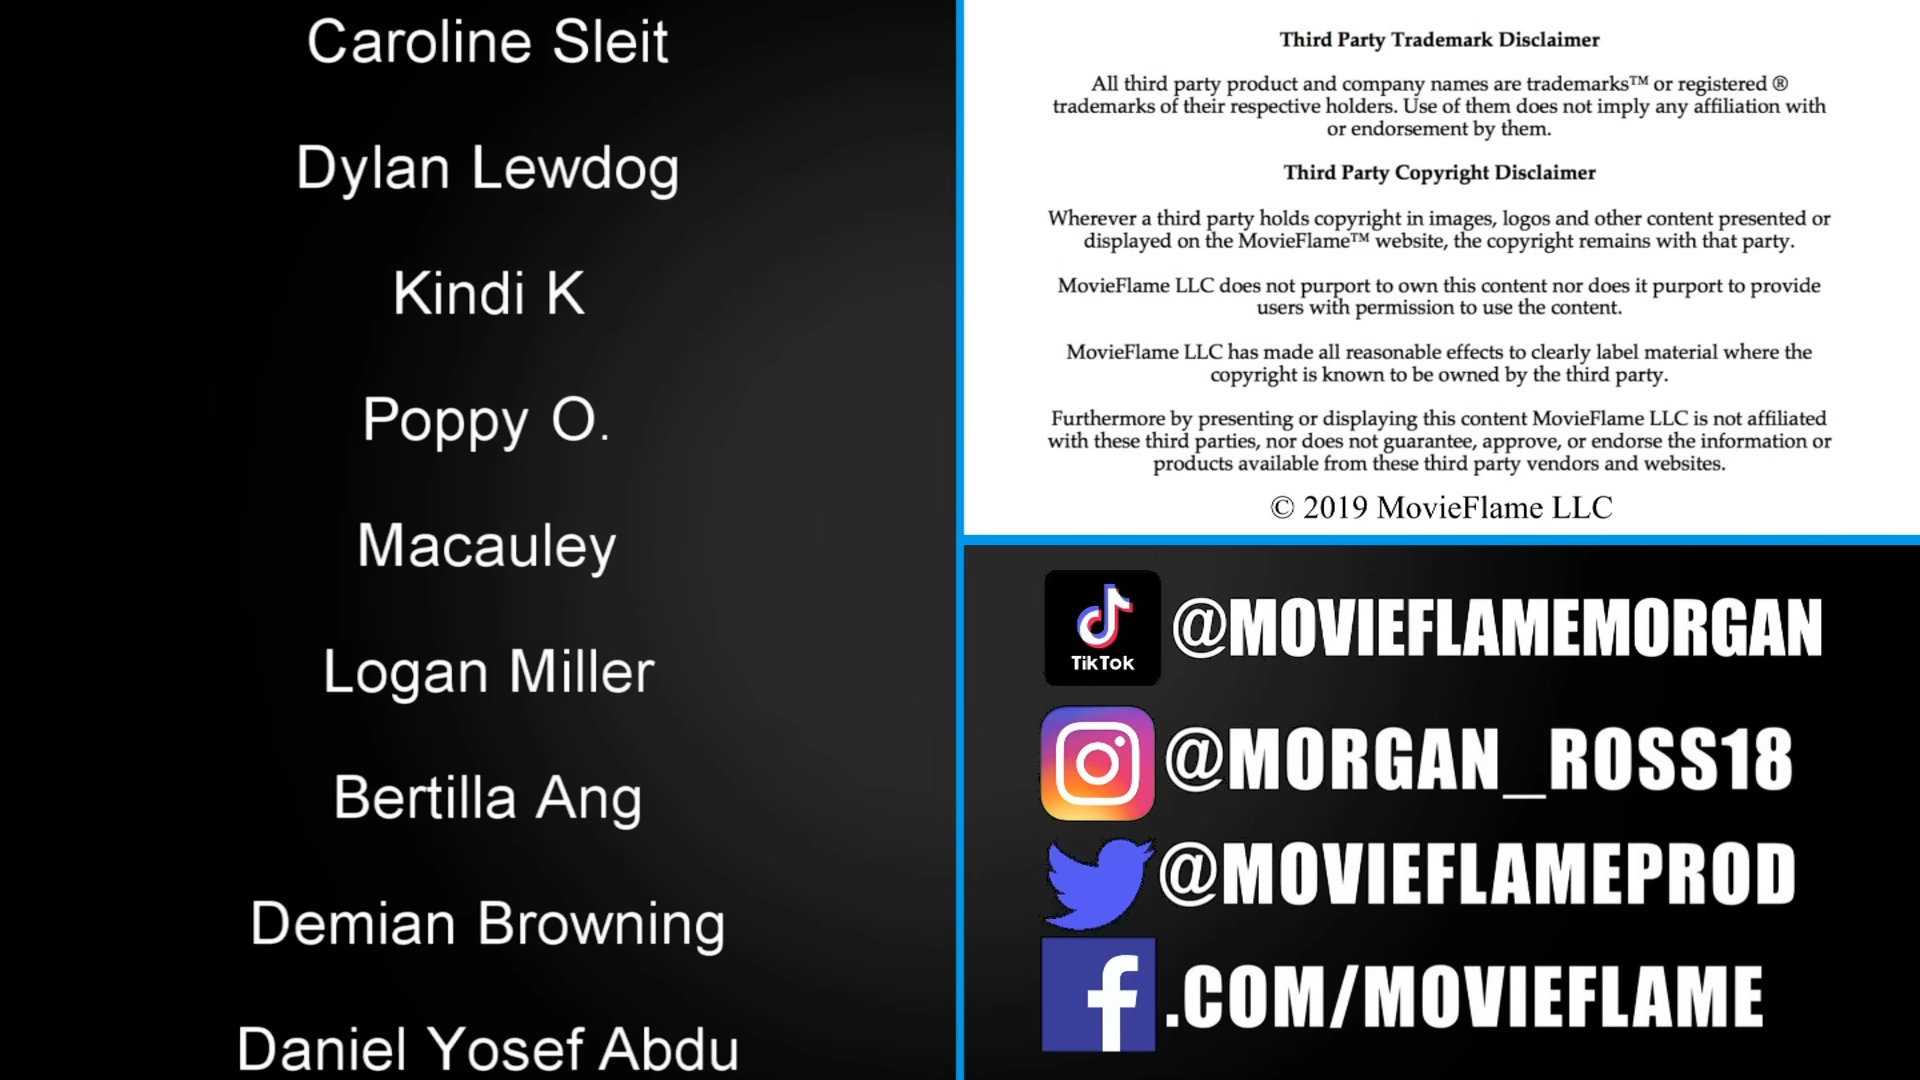 Caroline Sleit
Dylan Lewdog
Kindi K
Poppy O.
Macauley
Logan Miller
Bertilla Ang
Demian Browning
Daniel Yosef Abdu
Third Party Trademark Disclaimer
All third party product and company names are trademarks™ or registered ®
trademarks of their respective holders. Use of them does not imply any affiliation with
or endorsement by them.
Third Party Copyright Disclaimer
Wherever a third party holds copyright in images, logos and other content presented or
displayed on the MovieFlame™ website, the copyright remains with that party.
MovieFlame LLC does not purport to own this content nor does it purport to provide
users with permission to use the content.
MovieFlame LLC has made all reasonable effects to clearly label material where the
copyright is known to be owned by the third party.
Furthermore by presenting or displaying this content MovieFlame LLC is not affiliated
with these third parties, nor does not guarantee, approve, or endorse the information or
products available from these third party vendors and websites.
© 2019 MovieFlame LLC
TikTok
@MOVIEFLAMEMORGAN
@MORGAN_ROSS18
@MOVIEFLAMEPROD
f
.COM/MOVIEFLAME